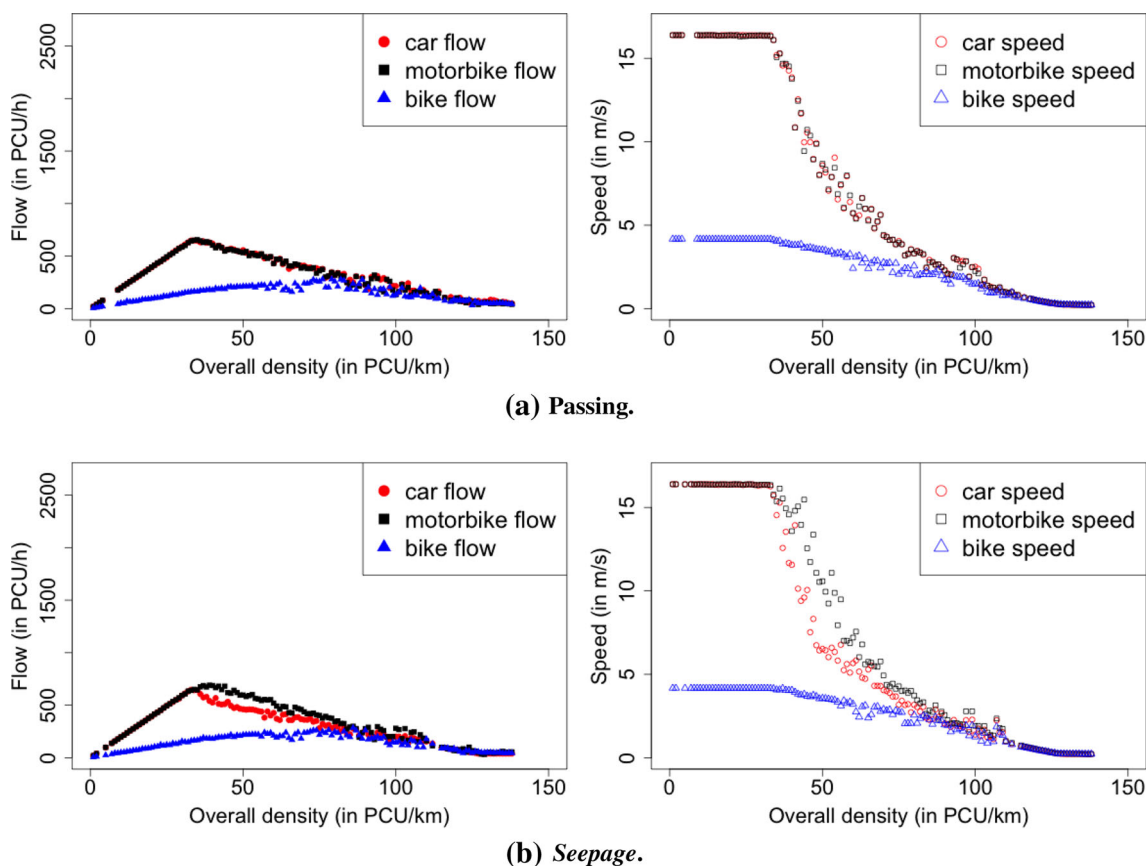 car flow
motorbike flow
bike flow
Flow (in PCU/h)
2500
1500
500
0
0
50
100
150
Overall density (in PCU/km)
car speed
motorbike speed
bike speed
Speed (in m/s)
15
10
5
0
0
50
100
150
Overall density (in PCU/km)
(a) Passing.
car flow
motorbike flow
bike flow
Flow (in PCU/h)
2500
1500
500
0
0
50
100
150
Overall density (in PCU/km)
car speed
motorbike speed
bike speed
Speed (in m/s)
15
10
5
0
0
50
100
150
Overall density (in PCU/km)
(b) Seepage.